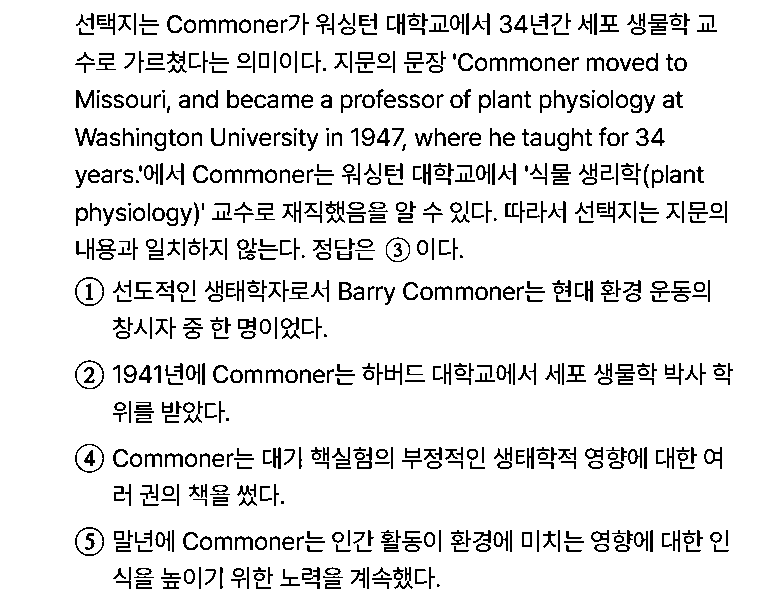 선택지는 Commoner가 워싱턴 대학교에서 34년간 세포 생물학 교
수로 가르쳤다는 의미이다. 지문의 문장 'Commoner moved to
Missouri, and became a professor of plant physiology at
Washington University in 1947, where he taught for 34
years.'에서 Commoner는 워싱턴 대학교에서 '식물 생리학(plant
physiology)' 교수로 재직했음을 알 수 있다. 따라서 선택지는 지문의
내용과 일치하지 않는다. 정답은 ③이다.
① 선도적인 생태학자로서 Barry Commoner는 현대 환경 운동의
창시자 중 한 명이었다.
② 1941년에 Commoner는 하버드 대학교에서 세포 생물학 박사 학
위를 받았다.
④ Commoner는 대기 핵실험의 부정적인 생태학적 영향에 대한 여
러 권의 책을 썼다.
⑤ 말년에 Commoner는 인간 활동이 환경에 미치는 영향에 대한 인
식을 높이기 위한 노력을 계속했다.